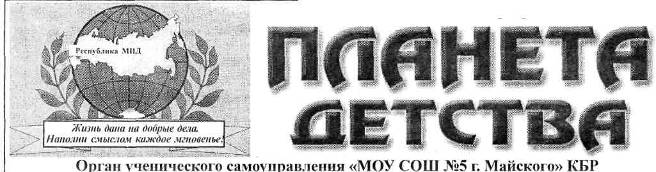 Республика МИД
ПЛАНЕТА
ДЕТСТВА
Жизнь дана на добрые дела.
Наполни смыслом каждое мгновенье!
Орган ученического самоуправления «МОУ СОШ №5 г. Майского» КБР